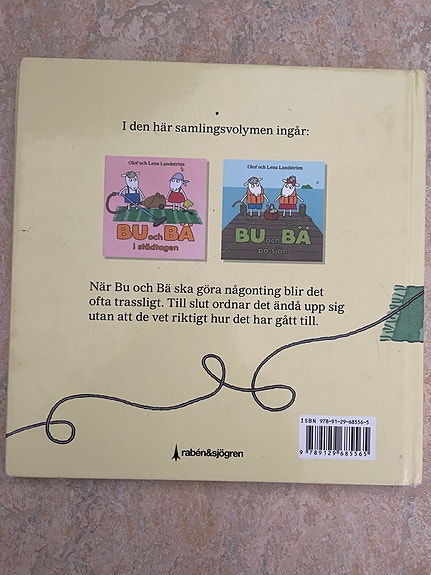 I den här samlingsvolymen ingår:
Olof och Lena Landström
BU och BÄ
i städtagen
Olof och Lena Landström
BU och BÄ
på sjön
När Bu och Bä ska göra någonting blir det
ofta trassligt. Till slut ordnar det ändå upp sig
utan att de vet riktigt hur det har gått till.
ISBN 978-91-29-68556-5
9 789129 685565
rabén&sjögren